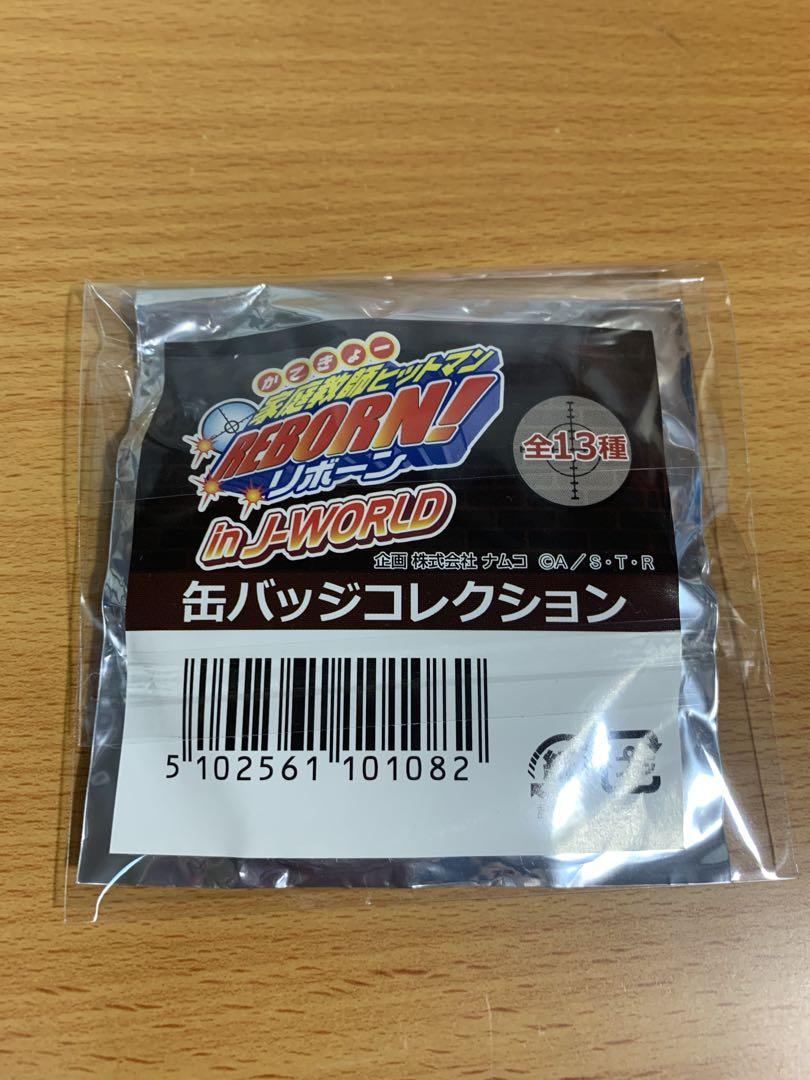 かてきょー
家庭教師ヒットマン
REBORN!
リボーン
in J-WORLD
全13種
企画 株式会社 ナムコ ©A/S・T・R
缶バッジコレクション
5 102561 101082
プラ